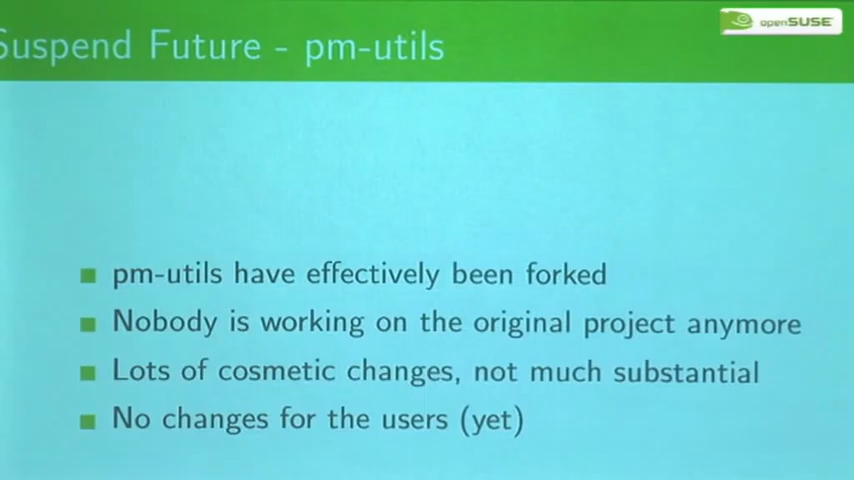 openSUSE
Suspend Future - pm-utils
pm-utils have effectively been forked
Nobody is working on the original project anymore
Lots of cosmetic changes, not much substantial
No changes for the users (yet)